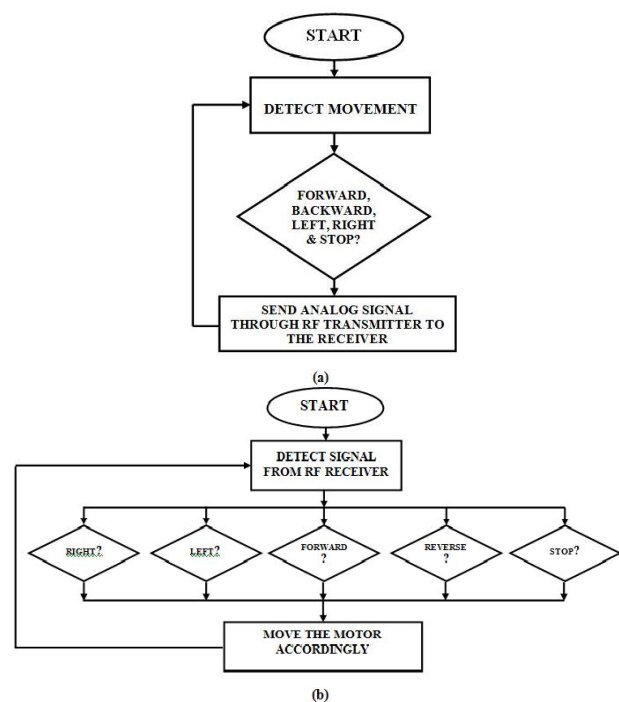 START
DETECT MOVEMENT
FORWARD,
BACKWARD,
LEFT, RIGHT
& STOP?
SEND ANALOG SIGNAL
THROUGH RF TRANSMITTER TO
THE RECEIVER
(a)
START
DETECT SIGNAL
FROM RF RECEIVER
RIGHT?
LEFT?
FORWARD
?
REVERSE
?
STOP?
MOVE THE MOTOR
ACCORDINGLY
(b)